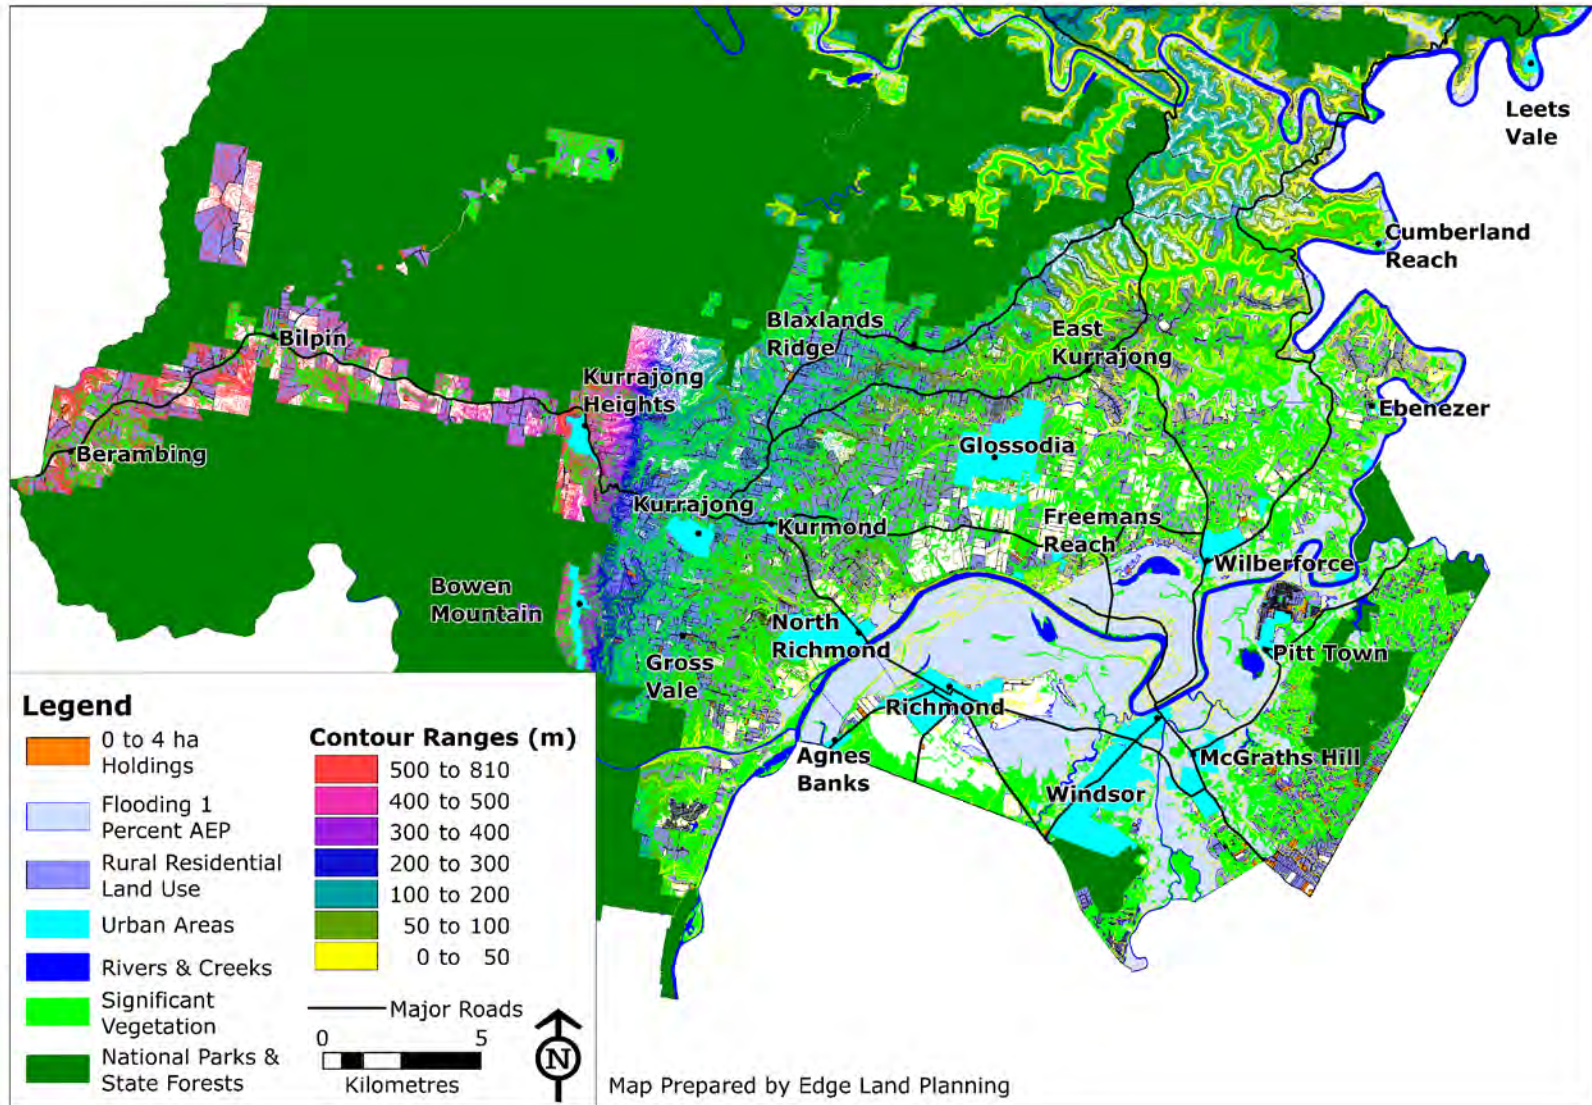 Leets
Vale
Cumberland
Reach
Blaxlands
Ridge
East
Kurrajong
Bilpin
Kurrajong
Heights
Ebenezer
Glossodia
Berambing
Kurrajong
Kurmond
Freemans
Reach
Wilberforce
Bowen
Mountain
North
Richmond
Pitt Town
Gross
Vale
Richmond
Agnes
Banks
McGraths Hill
Windsor
Legend
0 to 4 ha
Holdings
Flooding 1
Percent AEP
Rural Residential
Land Use
Urban Areas
Rivers & Creeks
Significant
Vegetation
National Parks &
State Forests
Contour Ranges (m)
500 to 810
400 to 500
300 to 400
200 to 300
100 to 200
50 to 100
0 to 50
Major Roads
0 5
Kilometres
N
Map Prepared by Edge Land Planning